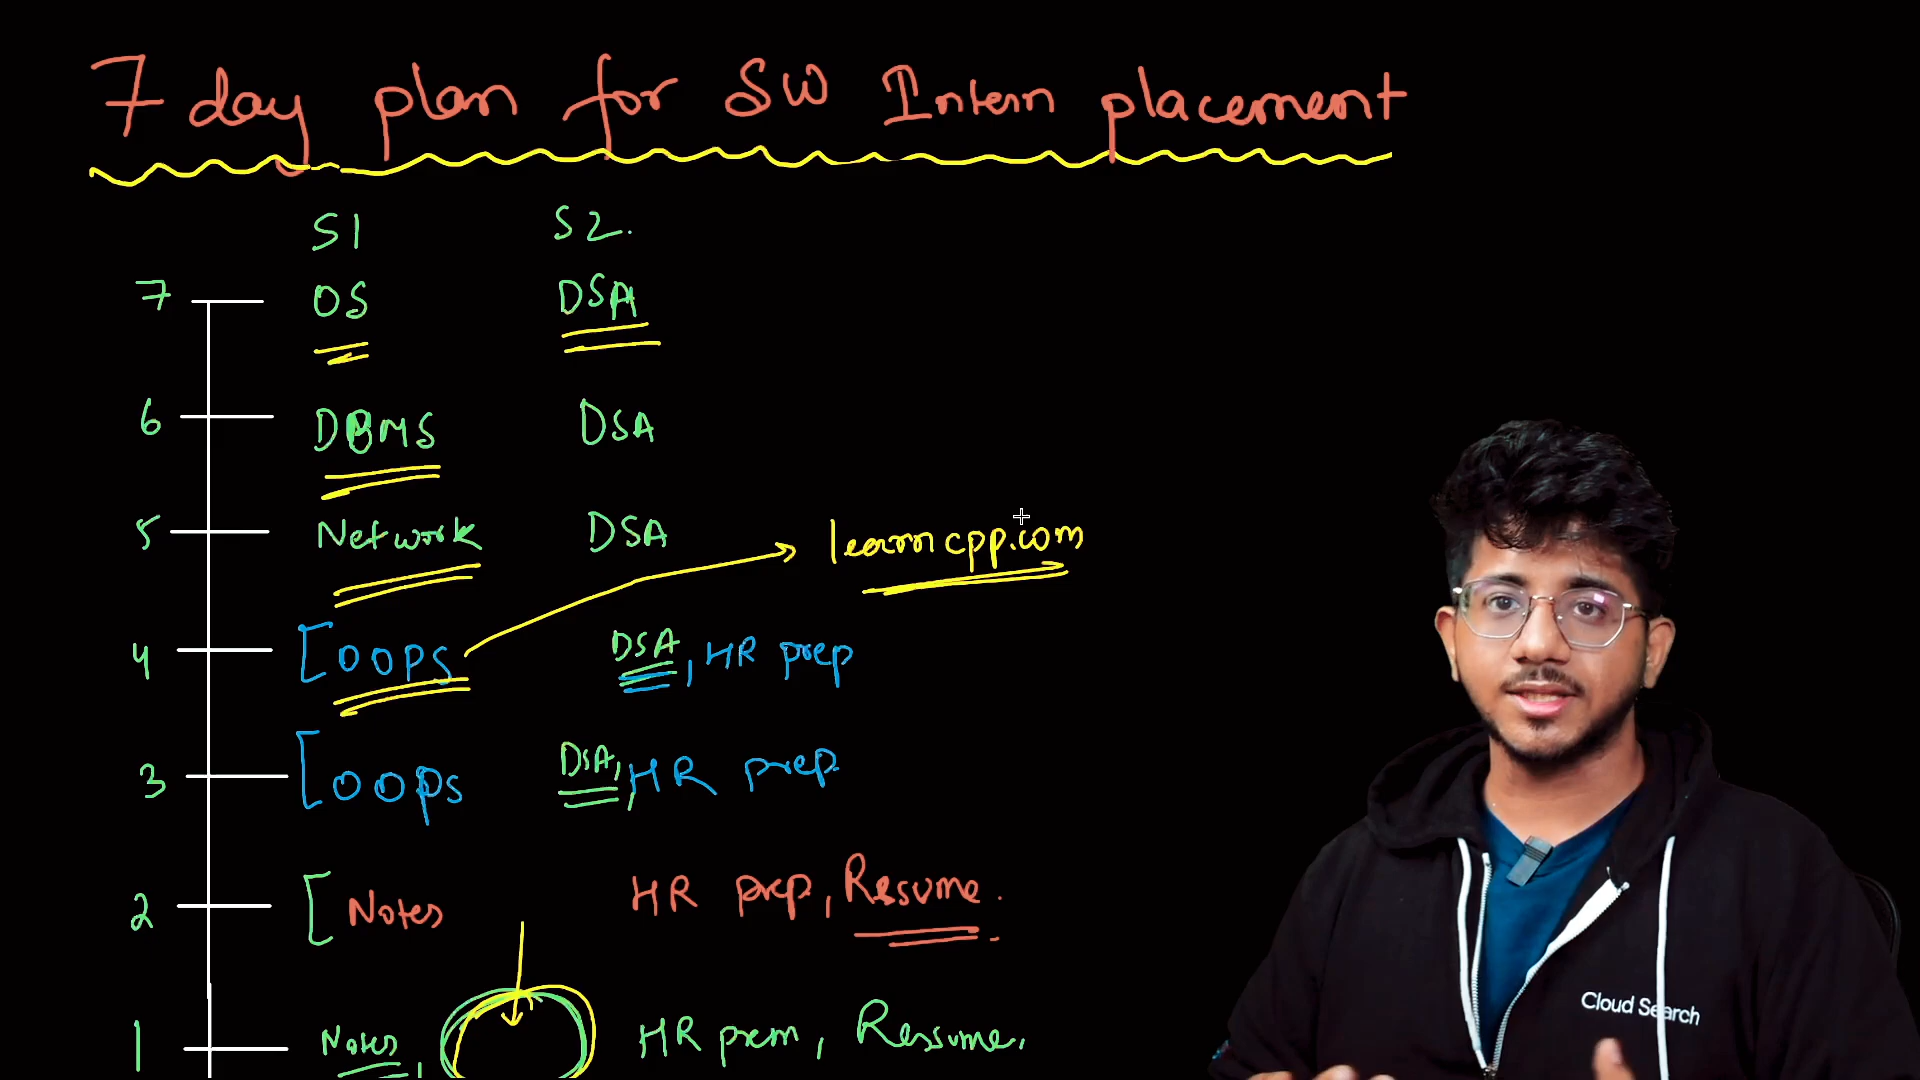 7 day plan for SW Intern placement
S1 S2.
7 OS DSA
6 DBMS DSA
5 Network DSA
learncpp.com
4 [OOPS DSA, HR prep
3 [OOPs DSA, HR prep
2 [Notes HR prep, Resume.
1 Notes, HR prem, Ressume,
Cloud Search